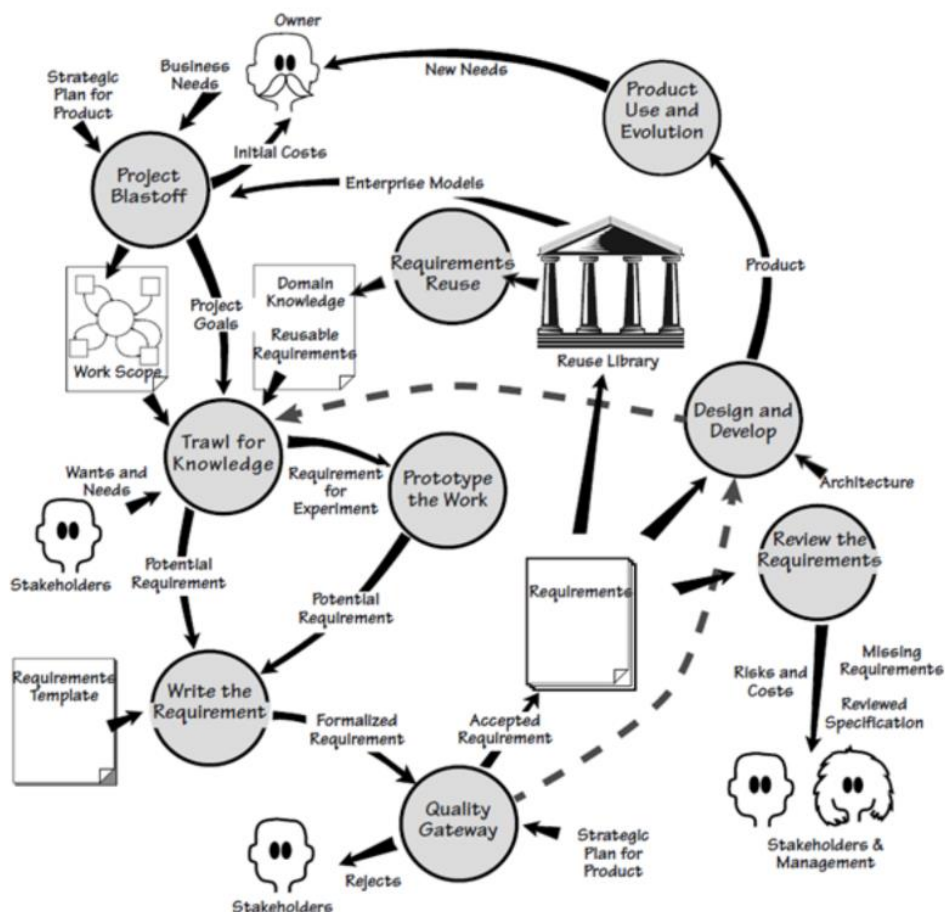 Owner
Strategic
Plan for
Product
Business
Needs
New Needs
Product
Use and
Evolution
Project
Blastoff
Initial Costs
Enterprise Models
Requirements
Reuse
Domain
Knowledge
Reusable
Requirements
Project
Goals
Work Scope
Reuse Library
Product
Trawl for
Knowledge
Design and
Develop
Wants and
Needs
Requirement
for
Experiment
Prototype
the Work
Architecture
Stakeholders
Potential
Requirement
Potential
Requirement
Requirements
Review the
Requirements
Requirements
Template
Write the
Requirement
Formalized
Requirement
Accepted
Requirement
Risks and
Costs
Missing
Requirements
Reviewed
Specification
Quality
Gateway
Strategic
Plan for
Product
Rejects
Stakeholders
Stakeholders &
Management